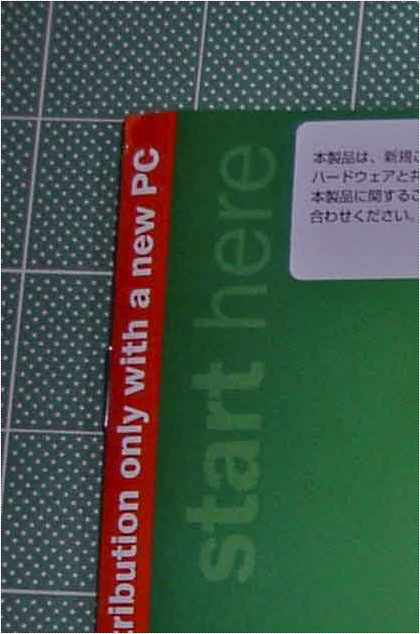 tribution only with a new PC
start here
本製品は、新規
ハードウェアと
本製品に関する
合わせください。